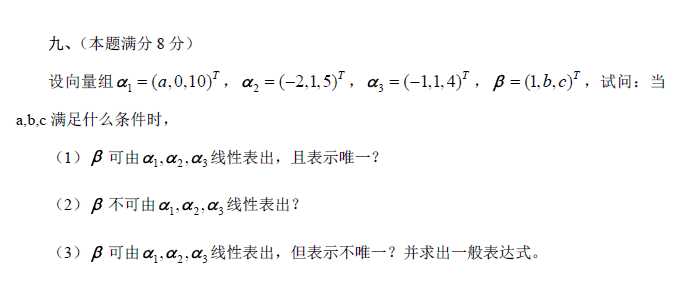 九、（本题满分 8 分）
设向量组 α₁ = (a,0,10)ᵀ， α₂ = (−2,1,5)ᵀ， α₃ = (−1,1,4)ᵀ， β = (1,b,c)ᵀ，试问：当
a,b,c 满足什么条件时，
（1）β 可由 α₁,α₂,α₃ 线性表出，且表示唯一？
（2）β 不可由 α₁,α₂,α₃ 线性表出？
（3）β 可由 α₁,α₂,α₃ 线性表出，但表示不唯一？并求出一般表达式。